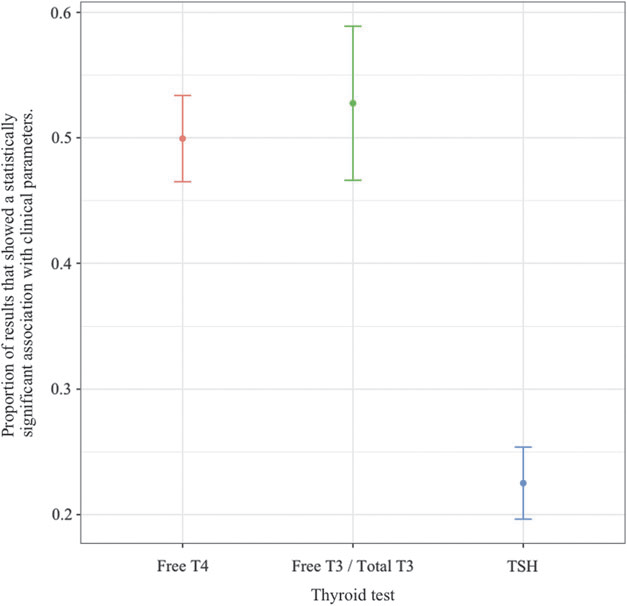 Proportion of results that showed a statistically
significant association with clinical parameters.
0.6
0.5
0.4
0.3
0.2
Free T4
Free T3 / Total T3
TSH
Thyroid test